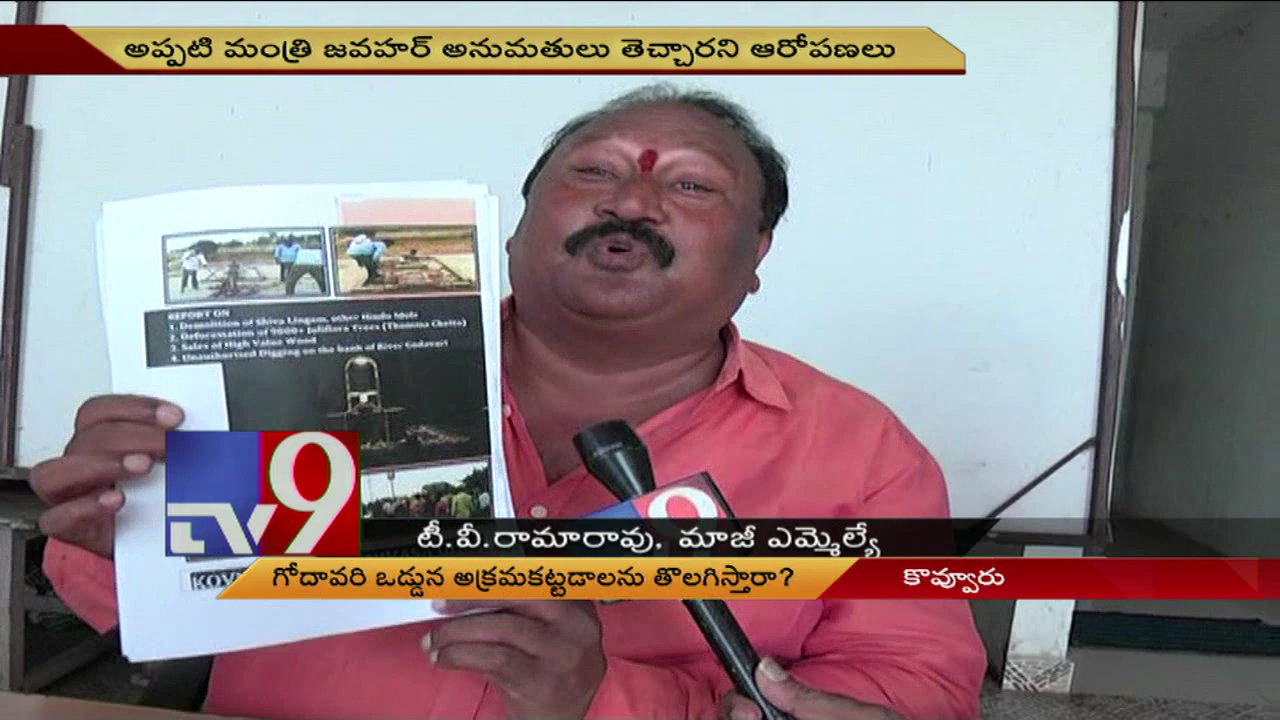 అప్పటి మంత్రి జవహర్ అనుమతులు తెచ్చారని ఆరోపణలు
REPORT ON
1. Demolition of Shiva Lingam, other Hindu Idols
2. Deforestation of 9000+ Juliflora Trees (Thumma Chettu)
3. Sales of High Value Wood
4. Unauthorised Digging on the bank of River Godavari
TV9
9
టీ.వీ.రామారావు, మాజీ ఎమ్మెల్యే
గోదావరి ఒడ్డున అక్రమకట్టడాలను తొలగిస్తారా?
కొవ్వూరు